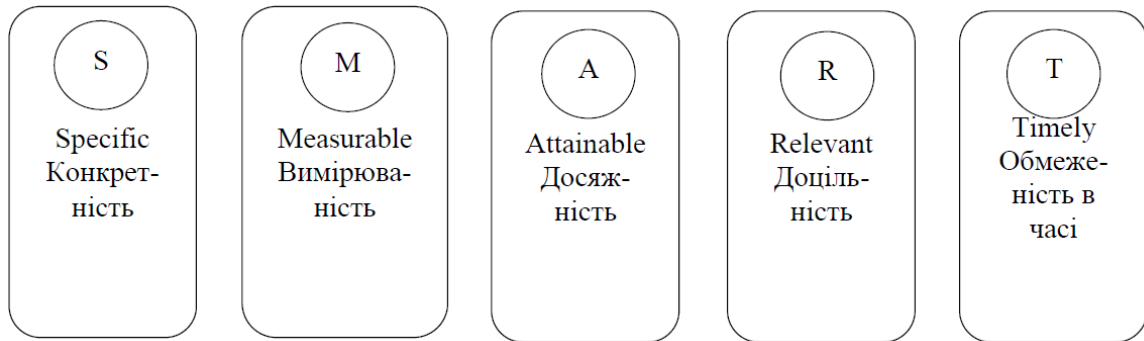 S
Specific
Конкрет-
ність
M
Measurable
Вимірюва-
ність
A
Attainable
Досяж-
ність
R
Relevant
Доціль-
ність
T
Timely
Обмеже-
ність в
часі